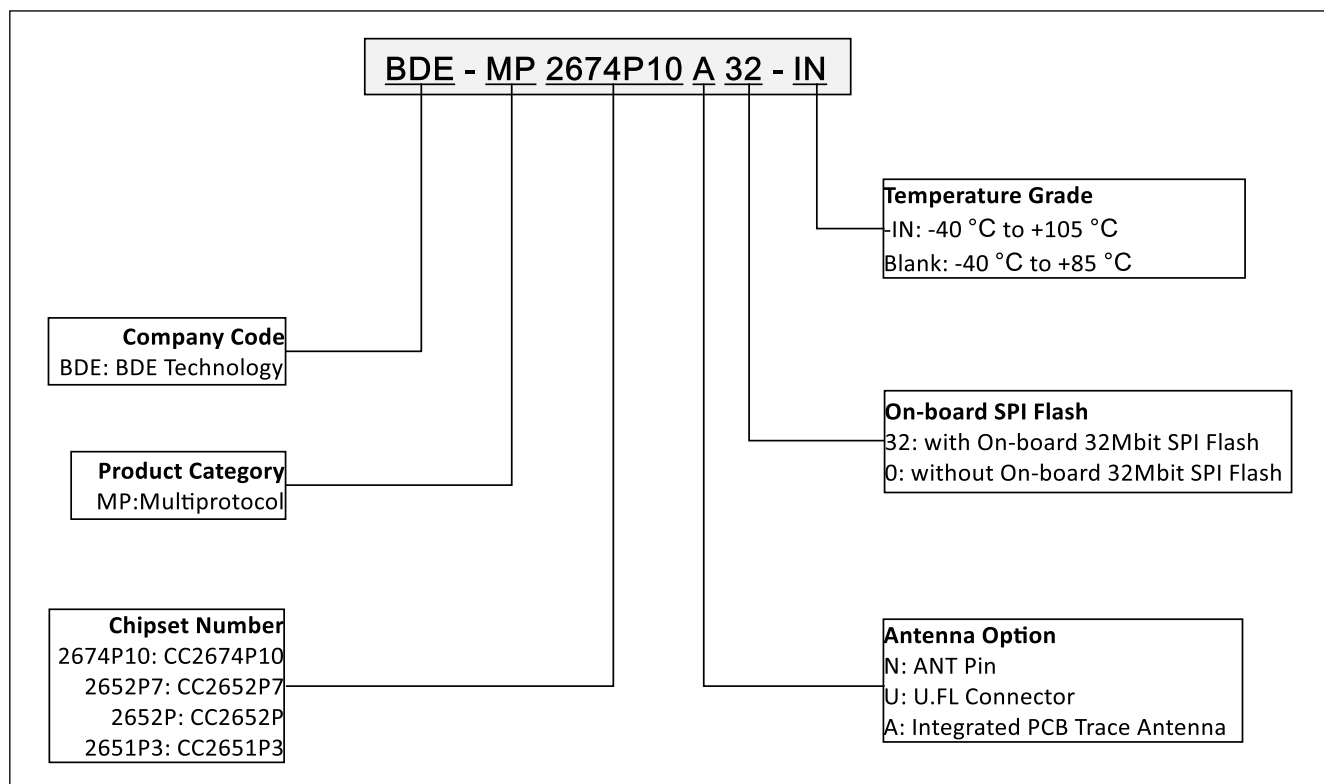 BDE - MP 2674P10 A 32 - IN
Temperature Grade
-IN: -40 °C to +105 °C
Blank: -40 °C to +85 °C
Company Code
BDE: BDE Technology
On-board SPI Flash
32: with On-board 32Mbit SPI Flash
0: without On-board 32Mbit SPI Flash
Product Category
MP:Multiprotocol
Chipset Number
2674P10: CC2674P10
2652P7: CC2652P7
2652P: CC2652P
2651P3: CC2651P3
Antenna Option
N: ANT Pin
U: U.FL Connector
A: Integrated PCB Trace Antenna